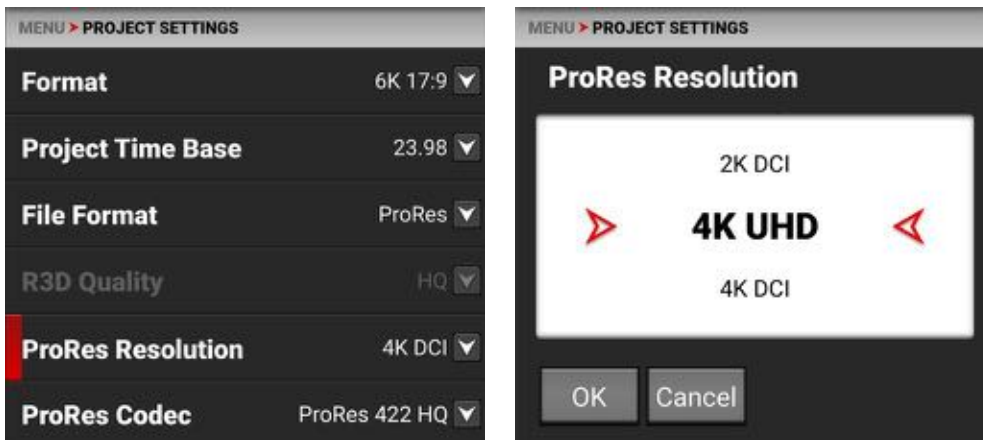 MENU > PROJECT SETTINGS
Format 6K 17:9
Project Time Base 23.98
File Format ProRes
R3D Quality HQ
ProRes Resolution 4K DCI
ProRes Codec ProRes 422 HQ
MENU > PROJECT SETTINGS
ProRes Resolution
2K DCI
4K UHD
4K DCI
OK Cancel